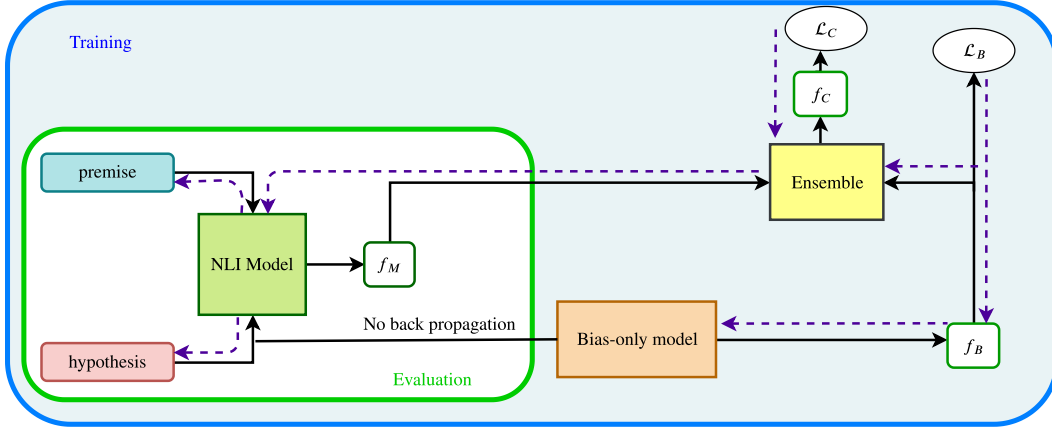 Training
ℒ_C
ℒ_B
f_C
premise
Ensemble
NLI Model
f_M
No back propagation
Bias-only model
f_B
hypothesis
Evaluation